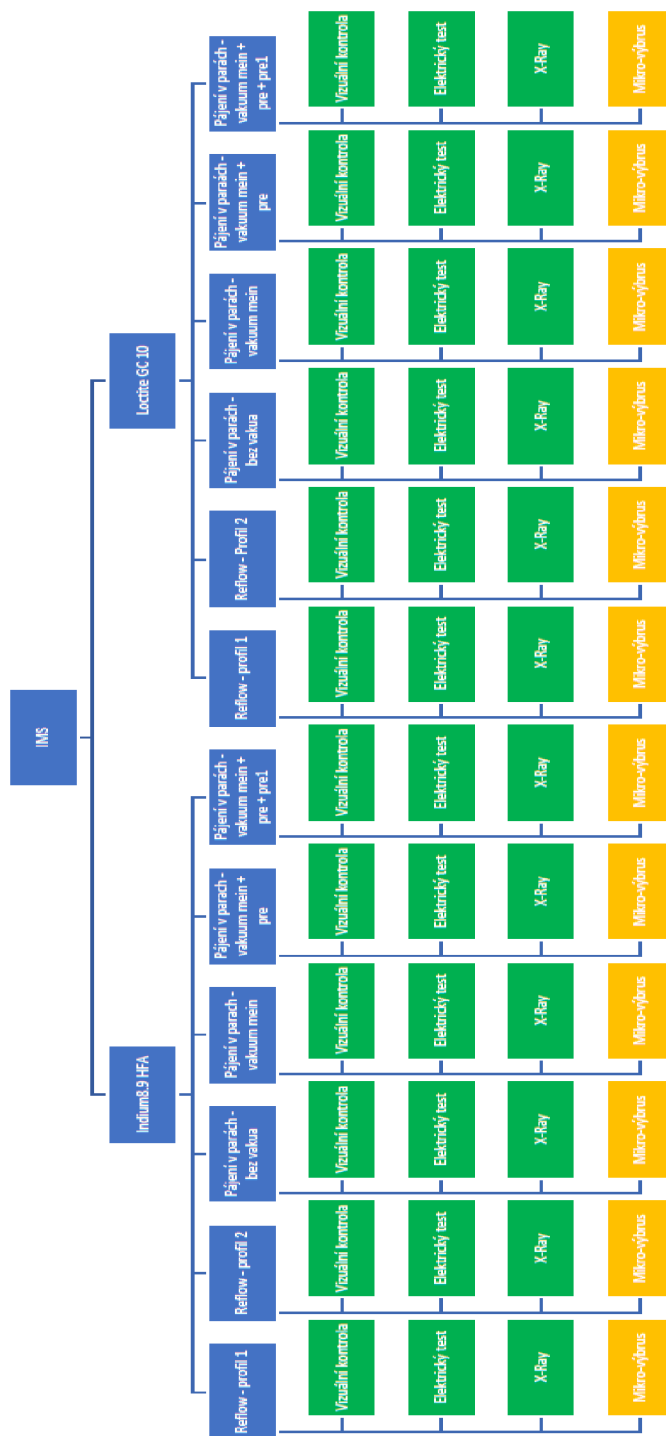 IMS
Indium8.9 HFA
Loctite GC 10
Reflow - profil 1
Reflow - profil 2
Pájení v parách -
bez vakua
Pájení v parach -
vakuum mein
Pájení v parach -
vakuum mein +
pre
Pájení v parách -
vakuum mein +
pre + pre1
Reflow - profil 1
Reflow - Profil 2
Pájení v parách -
bez vakua
Pájení v parách -
vakuum mein
Pájení v paraách -
vakuum mein +
pre
Pájení v parách -
vakuum mein +
pre + pre1
Vizuální kontrola
Vizuální kontrola
Vizuální kontrola
Vizuální kontrola
Vizuální kontrola
Vizuální kontrola
Vizuální kontrola
Vizuální kontrola
Vizuální kontrola
Vizuální kontrola
Vizuální kontrola
Vizuální kontrola
Elektrický test
Elektrický test
Elektrický test
Elektrický test
Elektrický test
Elektrický test
Elektrický test
Elektrický test
Elektrický test
Elektrický test
Elektrický test
Elektrický test
X-Ray
X-Ray
X-Ray
X-Ray
X-Ray
X-Ray
X-Ray
X-Ray
X-Ray
X-Ray
X-Ray
X-Ray
Mikro-výbrus
Mikro-výbrus
Mikro-výbrus
Mikro-výbrus
Mikro-výbrus
Mikro-výbrus
Mikro-výbrus
Mikro-výbrus
Mikro-výbrus
Mikro-výbrus
Mikro-výbrus
Mikro-výbrus